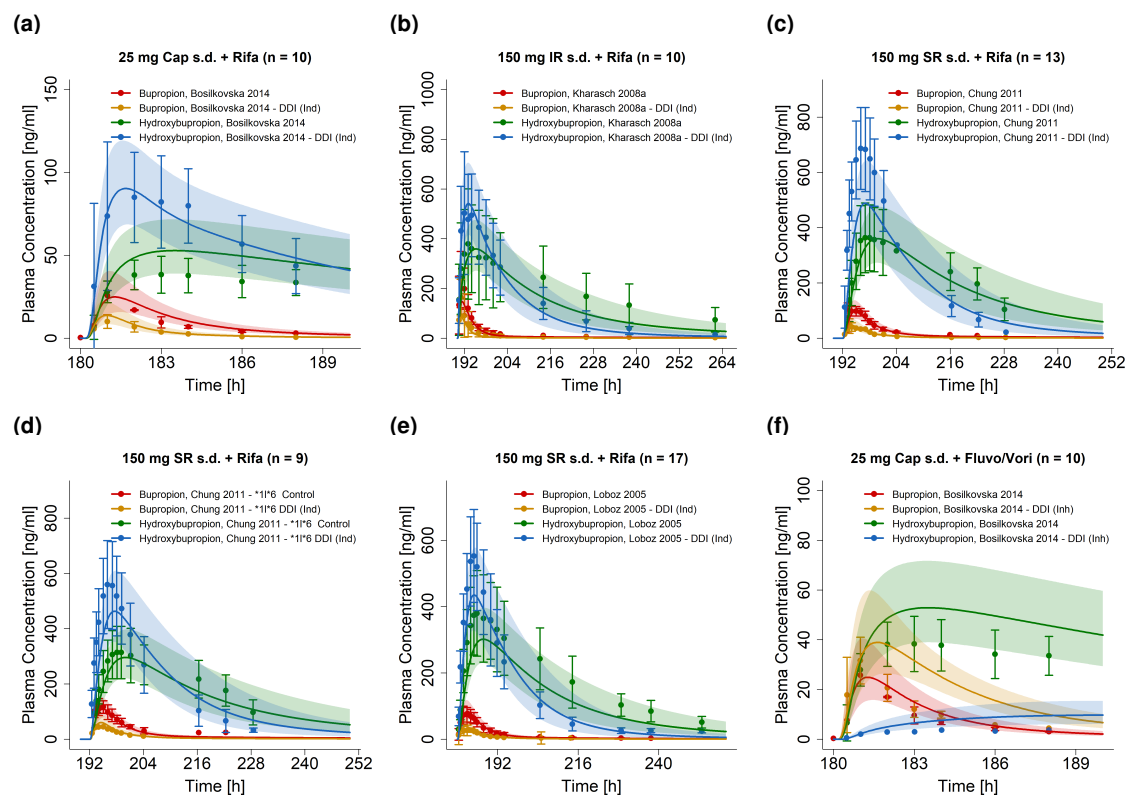 (a)
25 mg Cap s.d. + Rifa (n = 10)
Bupropion, Bosilkovska 2014
Bupropion, Bosilkovska 2014 - DDI (Ind)
Hydroxybupropion, Bosilkovska 2014
Hydroxybupropion, Bosilkovska 2014 - DDI (Ind)
Plasma Concentration [ng/ml]
150
100
50
0
180 183 186 189
Time [h]
(b)
150 mg IR s.d. + Rifa (n = 10)
Bupropion, Kharasch 2008a
Bupropion, Kharasch 2008a - DDI (Ind)
Hydroxybupropion, Kharasch 2008a
Hydroxybupropion, Kharasch 2008a - DDI (Ind)
Plasma Concentration [ng/ml]
1000
800
600
400
200
0
192 204 216 228 240 252 264
Time [h]
(c)
150 mg SR s.d. + Rifa (n = 13)
Bupropion, Chung 2011
Bupropion, Chung 2011 - DDI (Ind)
Hydroxybupropion, Chung 2011
Hydroxybupropion, Chung 2011 - DDI (Ind)
Plasma Concentration [ng/ml]
800
600
400
200
0
192 204 216 228 240 252
Time [h]
(d)
150 mg SR s.d. + Rifa (n = 9)
Bupropion, Chung 2011 - *1l*6 Control
Bupropion, Chung 2011 - *1l*6 DDI (Ind)
Hydroxybupropion, Chung 2011 - *1l*6 Control
Hydroxybupropion, Chung 2011 - *1l*6 DDI (Ind)
Plasma Concentration [ng/ml]
800
600
400
200
0
192 204 216 228 240 252
Time [h]
(e)
150 mg SR s.d. + Rifa (n = 17)
Bupropion, Loboz 2005
Bupropion, Loboz 2005 - DDI (Ind)
Hydroxybupropion, Loboz 2005
Hydroxybupropion, Loboz 2005 - DDI (Ind)
Plasma Concentration [ng/ml]
600
400
200
0
192 208 224 240
Time [h]
(f)
25 mg Cap s.d. + Fluvo/Vori (n = 10)
Bupropion, Bosilkovska 2014
Bupropion, Bosilkovska 2014 - DDI (Inh)
Hydroxybupropion, Bosilkovska 2014
Hydroxybupropion, Bosilkovska 2014 - DDI (Inh)
Plasma Concentration [ng/ml]
100
80
60
40
20
0
180 183 186 189
Time [h]